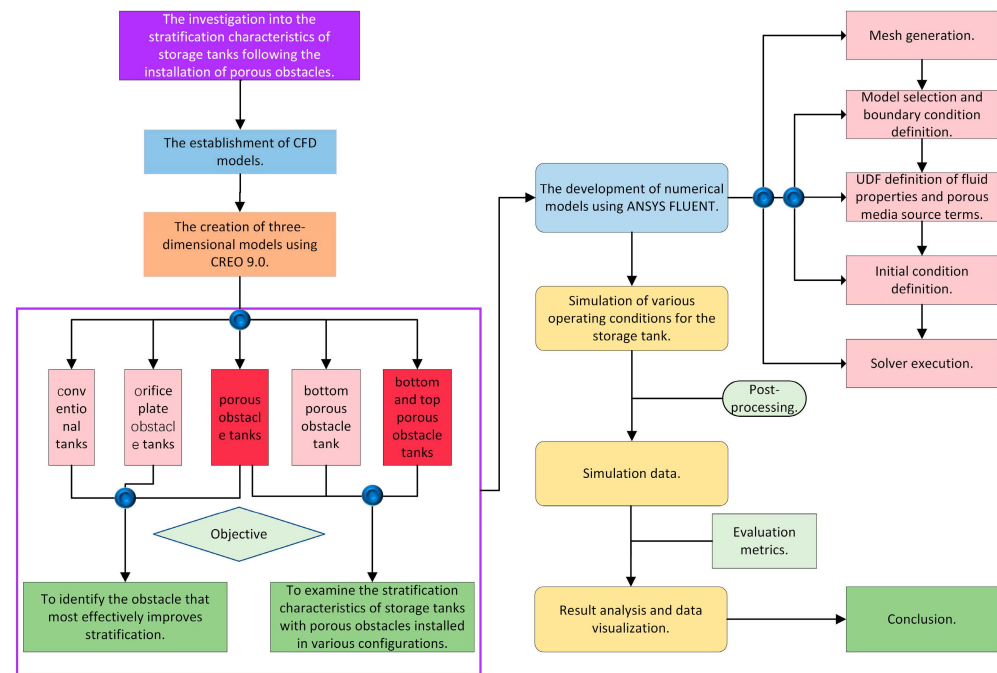 The investigation into the
stratification characteristics of
storage tanks following the
installation of porous obstacles.
The establishment of CFD
models.
The creation of three-
dimensional models using
CREO 9.0.
conv
entio
nal
tanks
orifice
plate
obstacl
e tanks
porous
obstacl
e tanks
bottom
porous
obstacle
tank
bottom
and top
porous
obstacle
tanks
Objective
To identify the obstacle that
most effectively improves
stratification.
To examine the stratification
characteristics of storage tanks
with porous obstacles installed
in various configurations.
The development of numerical
models using ANSYS FLUENT.
Simulation of various
operating conditions for the
storage tank.
Post-
processing.
Simulation data.
Evaluation
metrics.
Result analysis and data
visualization.
Mesh generation.
Model selection and
boundary condition
definition.
UDF definition of fluid
properties and porous
media source terms.
Initial condition
definition.
Solver execution.
Conclusion.